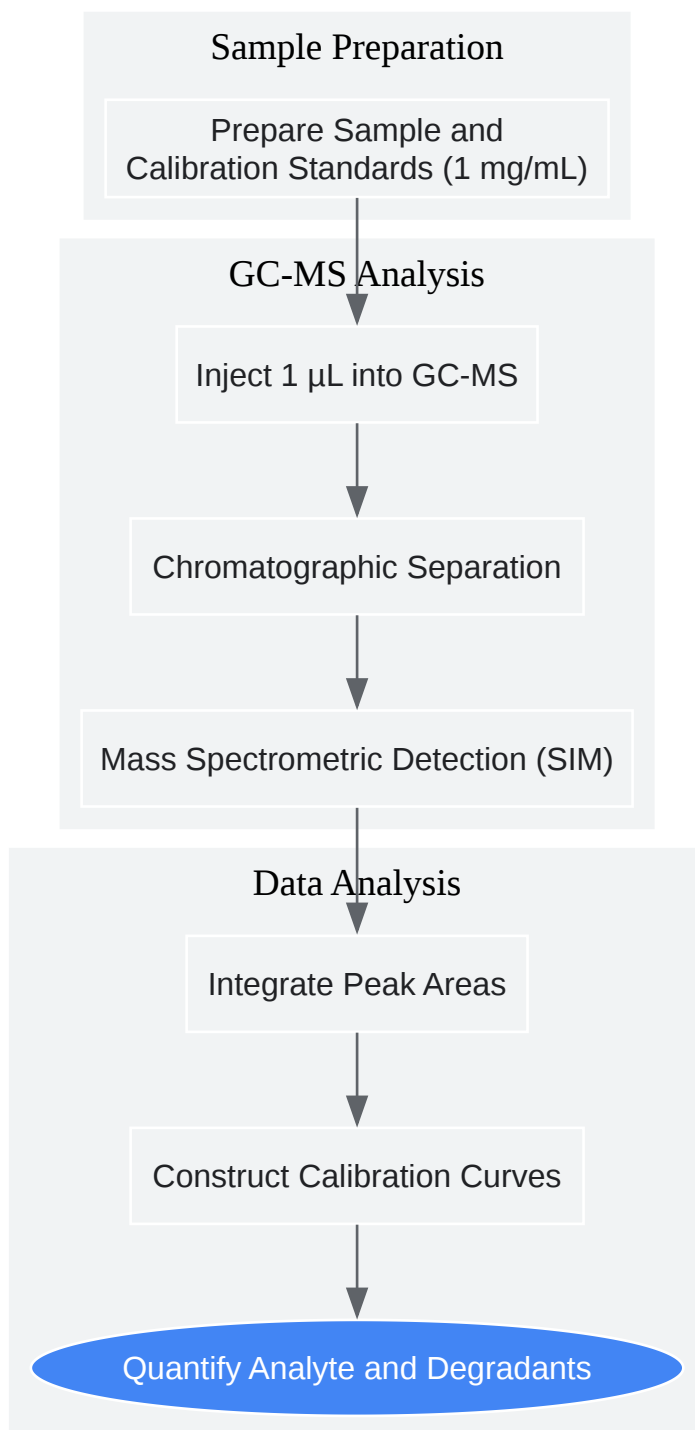 Sample Preparation
Prepare Sample and
Calibration Standards (1 mg/mL)
GC-MS Analysis
Inject 1 µL into GC-MS
Chromatographic Separation
Mass Spectrometric Detection (SIM)
Data Analysis
Integrate Peak Areas
Construct Calibration Curves
Quantify Analyte and Degradants